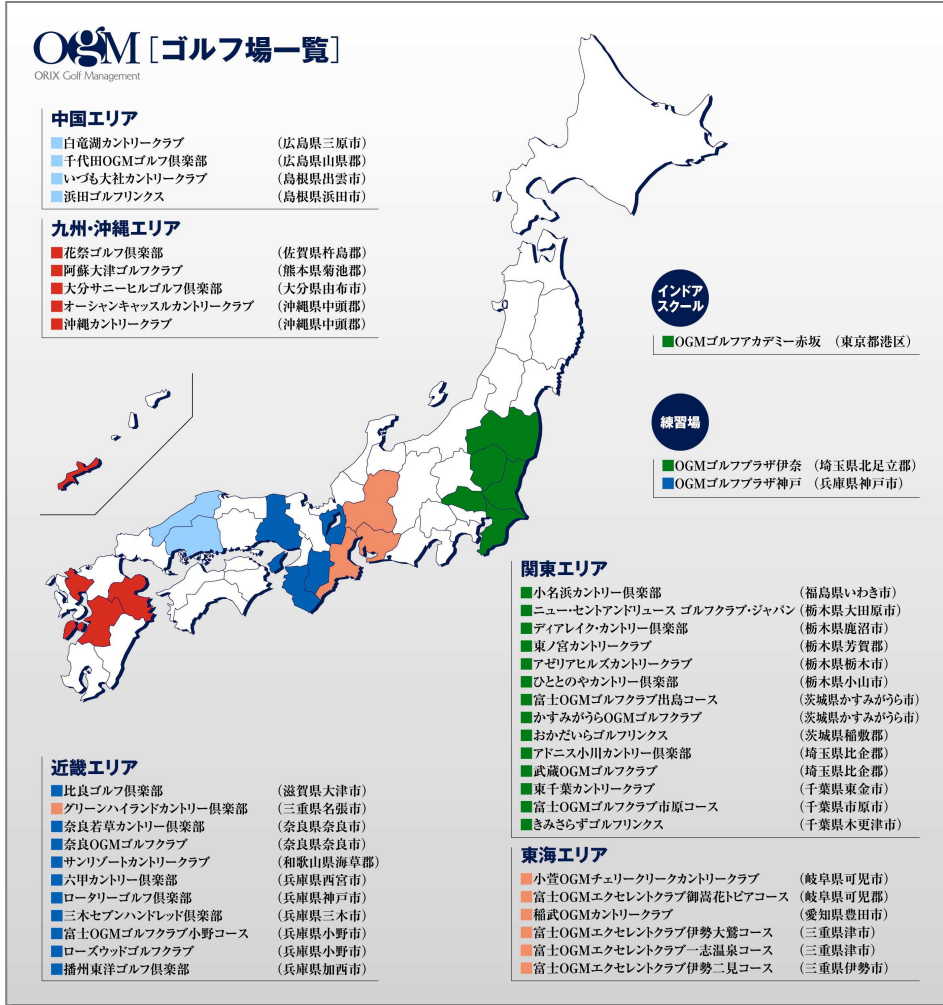 OGM [ゴルフ場一覧]
ORIX Golf Management
中国エリア
白竜湖カントリークラブ (広島県三原市)
千代田OGMゴルフ倶楽部 (広島県山県郡)
いづも大社カントリークラブ (島根県出雲市)
浜田ゴルフリンクス (島根県浜田市)
九州・沖縄エリア
花祭ゴルフ倶楽部 (佐賀県杵島郡)
阿蘇大津ゴルフクラブ (熊本県菊池郡)
大分サニーヒルゴルフ倶楽部 (大分県由布市)
オーシャンキャッスルカントリークラブ (沖縄県中頭郡)
沖縄カントリークラブ (沖縄県中頭郡)
インドア
スクール
OGMゴルフアカデミー赤坂 (東京都港区)
練習場
OGMゴルフプラザ伊奈 (埼玉県北足立郡)
OGMゴルフプラザ神戸 (兵庫県神戸市)
関東エリア
小名浜カントリー倶楽部 (福島県いわき市)
ニュー・セントアンドリュース ゴルフクラブ・ジャパン (栃木県大田原市)
ディアレイク・カントリー倶楽部 (栃木県鹿沼市)
東ノ宮カントリークラブ (栃木県芳賀郡)
アゼリアヒルズカントリークラブ (栃木県栃木市)
ひととのやカントリー倶楽部 (栃木県小山市)
富士OGMゴルフクラブ出島コース (茨城県かすみがうら市)
かすみがうらOGMゴルフクラブ (茨城県かすみがうら市)
おかだいらゴルフリンクス (茨城県稲敷郡)
アドニス小川カントリー倶楽部 (埼玉県比企郡)
武蔵OGMゴルフクラブ (埼玉県比企郡)
東千葉カントリークラブ (千葉県東金市)
富士OGMゴルフクラブ市原コース (千葉県市原市)
きみさらずゴルフリンクス (千葉県木更津市)
近畿エリア
比良ゴルフ倶楽部 (滋賀県大津市)
グリーンハイランドカントリー倶楽部 (三重県名張市)
奈良若草カントリー倶楽部 (奈良県奈良市)
奈良OGMゴルフクラブ (奈良県奈良市)
サンリゾートカントリークラブ (和歌山県海草郡)
六甲カントリー倶楽部 (兵庫県西宮市)
ロータリーゴルフ倶楽部 (兵庫県神戸市)
三木セブンハンドレッド倶楽部 (兵庫県三木市)
富士OGMゴルフクラブ小野コース (兵庫県小野市)
ローズウッドゴルフクラブ (兵庫県小野市)
播州東洋ゴルフ倶楽部 (兵庫県加西市)
東海エリア
小萱OGMチェリークリークカントリークラブ (岐阜県可児市)
富士OGMエクセレントクラブ御嵩花トピアコース (岐阜県可児郡)
稲武OGMカントリークラブ (愛知県豊田市)
富士OGMエクセレントクラブ伊勢大鷲コース (三重県津市)
富士OGMエクセレントクラブ一志温泉コース (三重県津市)
富士OGMエクセレントクラブ伊勢二見コース (三重県伊勢市)